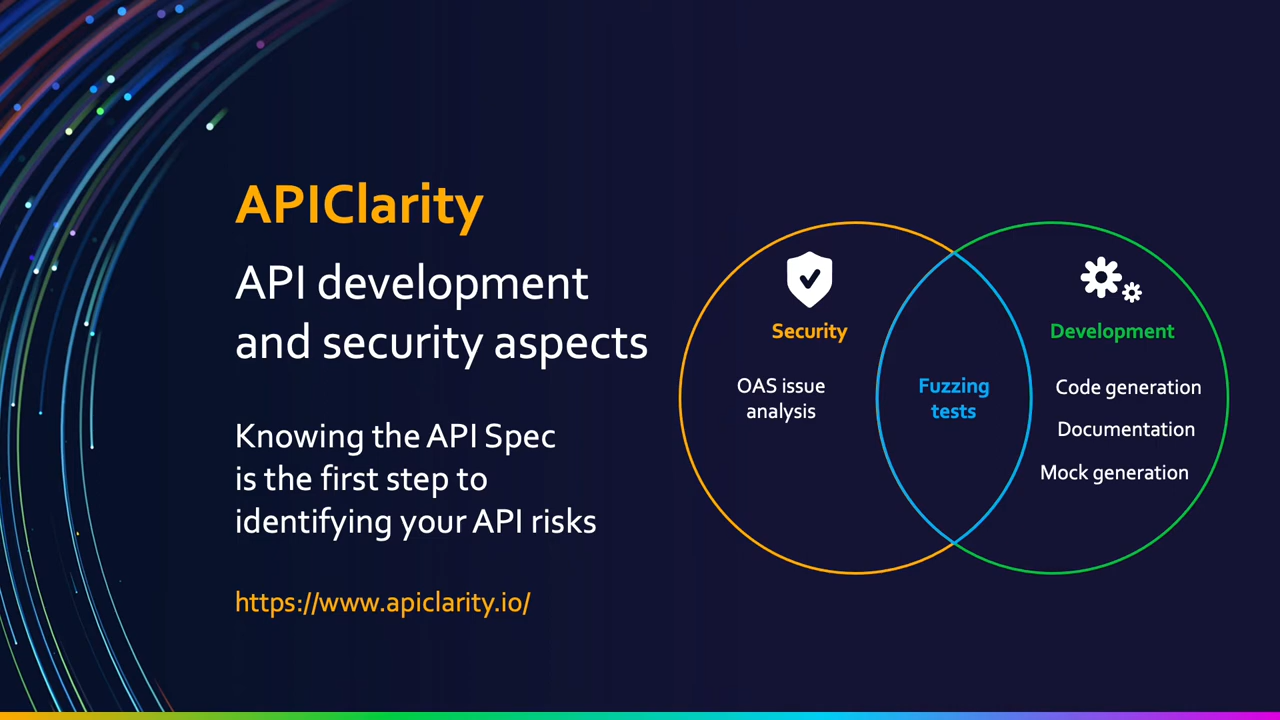 APIClarity
API development
and security aspects
Knowing the API Spec
is the first step to
identifying your API risks
https://www.apiclarity.io/
Security
OAS issue
analysis
Fuzzing
tests
Development
Code generation
Documentation
Mock generation